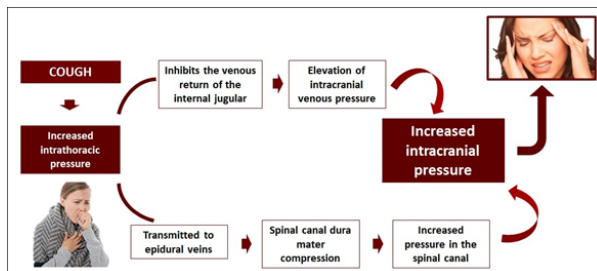 COUGH
Increased
intrathoracic
pressure
Inhibits the venous
return of the
internal jugular
Elevation of
intracranial
venous pressure
Increased
intracranial
pressure
Transmitted to
epidural veins
Spinal canal dura
mater
compression
Increased
pressure in the
spinal canal